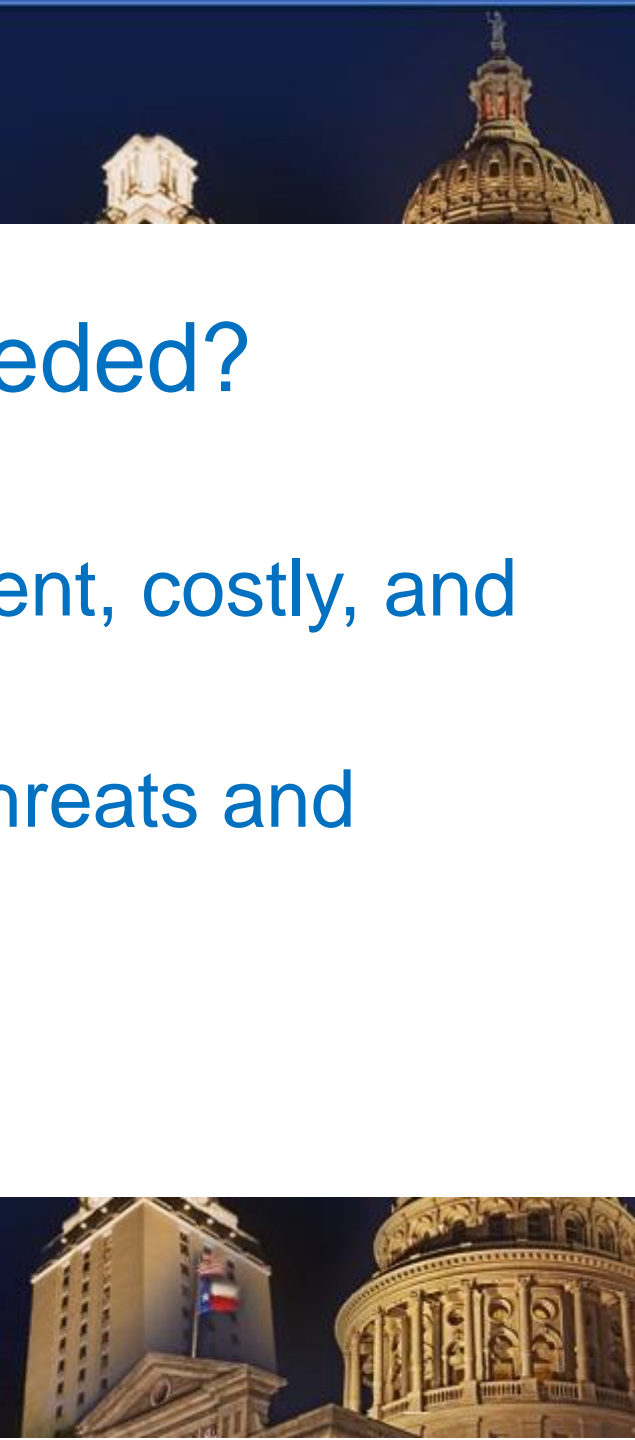 eded?
ent, costly, and
hreats and